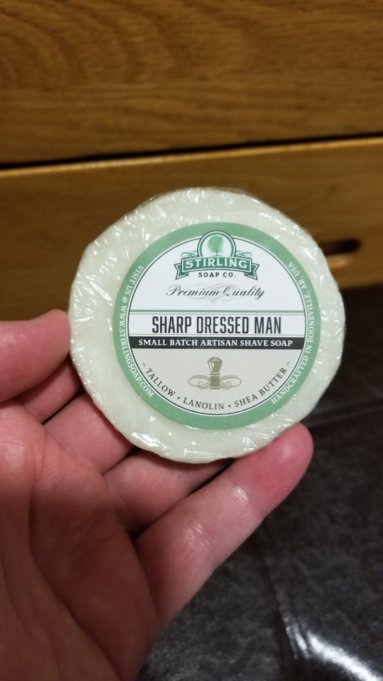 STIRLING
SOAP CO.
Premium Quality
SHARP DRESSED MAN
SMALL BATCH ARTISAN SHAVE SOAP
- TALLOW • LANOLIN • SHEA BUTTER -
VISIT US @ WWW.STIRLINGSOAP.COM
HANDCRAFTED IN BOONEVILLE, AR, USA